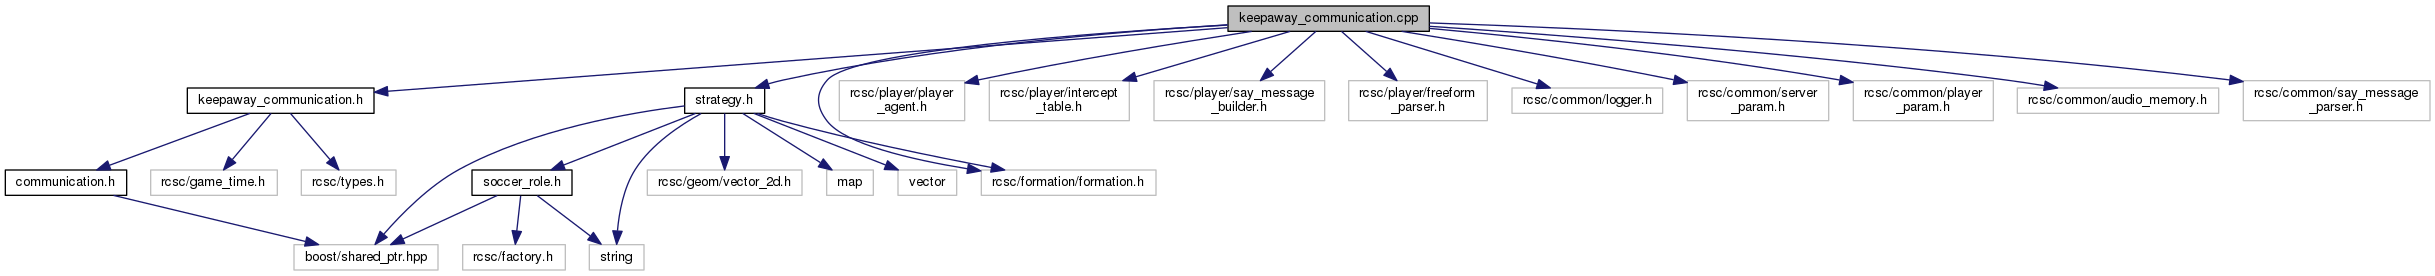 keepaway_communication.cpp
keepaway_communication.h
strategy.h
rcsc/player/player
_agent.h
rcsc/player/intercept
_table.h
rcsc/player/say_message
_builder.h
rcsc/player/freeform
_parser.h
rcsc/common/logger.h
rcsc/common/server
_param.h
rcsc/common/player
_param.h
rcsc/common/audio_memory.h
rcsc/common/say_message
_parser.h
communication.h
rcsc/game_time.h
rcsc/types.h
soccer_role.h
rcsc/geom/vector_2d.h
map
vector
rcsc/formation/formation.h
boost/shared_ptr.hpp
rcsc/factory.h
string